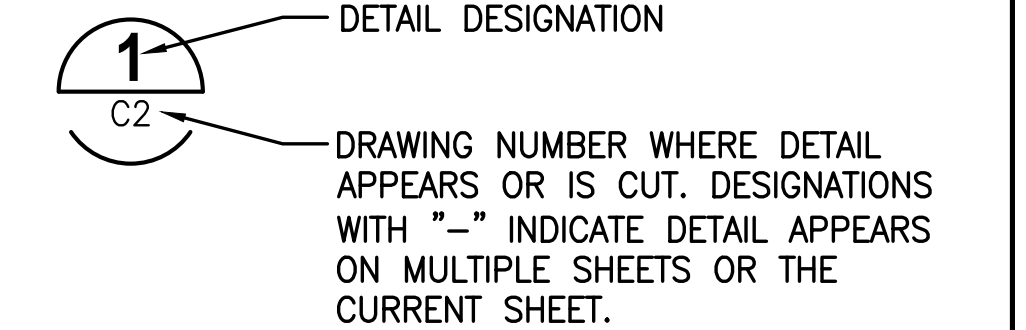 DETAIL DESIGNATION
1
C2
DRAWING NUMBER WHERE DETAIL
APPEARS OR IS CUT. DESIGNATIONS
WITH "-" INDICATE DETAIL APPEARS
ON MULTIPLE SHEETS OR THE
CURRENT SHEET.